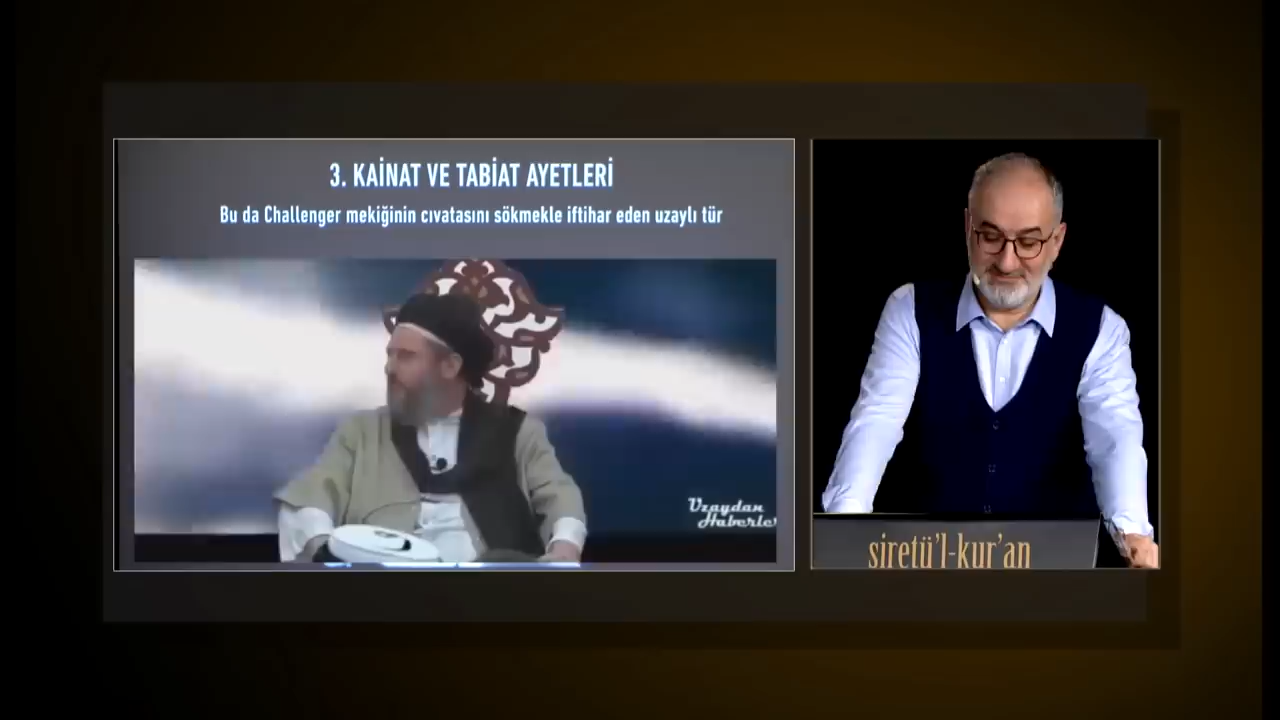 3. KAİNAT VE TABİAT AYETLERİ
Bu da Challenger mekiğinin cıvatasını sökmekle iftihar eden uzaylı tür
Uzaydan
Haberle
siretü'l-kur'an